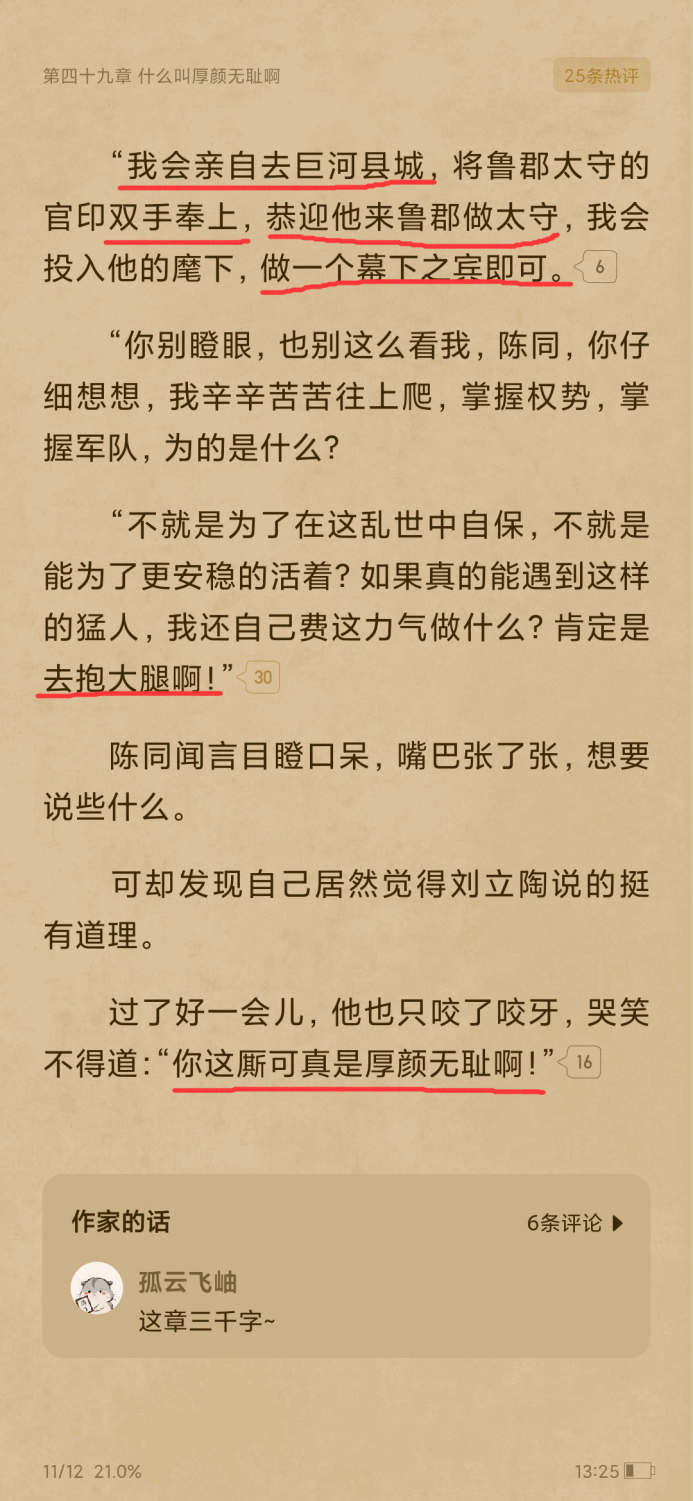 第四十九章 什么叫厚颜无耻啊
25条热评
“我会亲自去巨河县城，将鲁郡太守的
官印双手奉上，恭迎他来鲁郡做太守，我会
投入他的麾下，做一个幕下之宾即可。
6
“你别瞪眼，也别这么看我，陈同，你仔
细想想，我辛辛苦苦往上爬，掌握权势，掌
握军队，为的是什么？
“不就是为了在这乱世中自保，不就是
能为了更安稳的活着？如果真的能遇到这样
的猛人，我还自己费这力气做什么？肯定是
去抱大腿啊！”
30
陈同闻言目瞪口呆，嘴巴张了张，想要
说些什么。
可却发现自己居然觉得刘立陶说的挺
有道理。
过了好一会儿，他也只咬了咬牙，哭笑
不得道：“你这厮可真是厚颜无耻啊！”
16
作家的话
6条评论
孤云飞岫
这章三千字~
11/12 21.0%
13:25